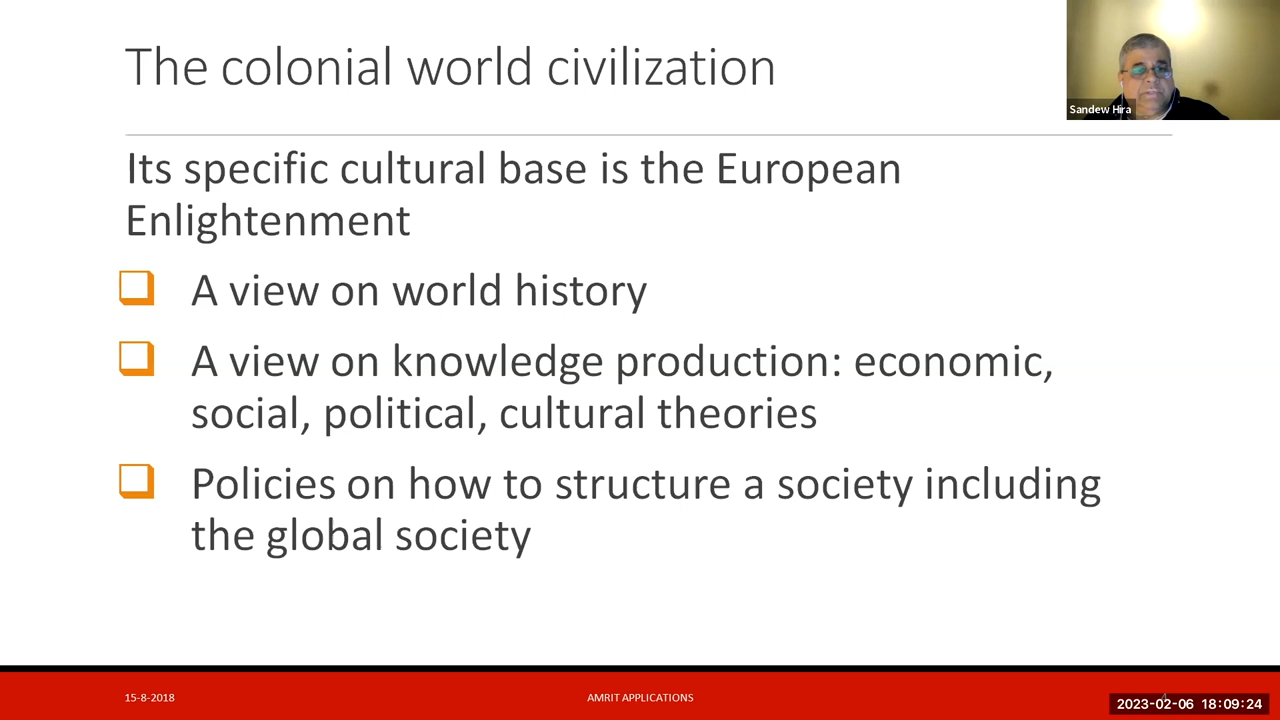 The colonial world civilization
Sandew Hira
Its specific cultural base is the European
Enlightenment
A view on world history
A view on knowledge production: economic,
social, political, cultural theories
Policies on how to structure a society including
the global society
15-8-2018
AMRIT APPLICATIONS
2023-02-06 18:09:24